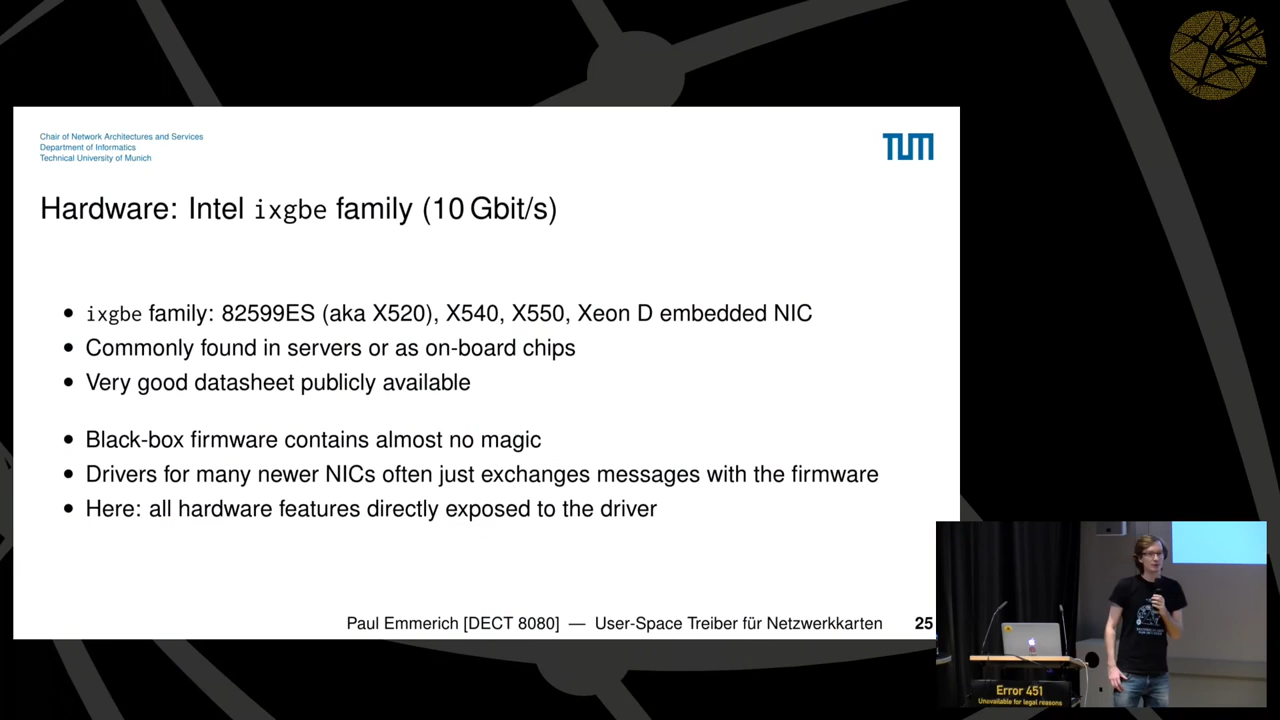 Chair of Network Architectures and Services
Department of Informatics
Technical University of Munich
TUM
Hardware: Intel ixgbe family (10 Gbit/s)
ixgbe family: 82599ES (aka X520), X540, X550, Xeon D embedded NIC
Commonly found in servers or as on-board chips
Very good datasheet publicly available
Black-box firmware contains almost no magic
Drivers for many newer NICs often just exchanges messages with the firmware
Here: all hardware features directly exposed to the driver
Paul Emmerich [DECT 8080] — User-Space Treiber für Netzwerkkarten 25
Error 451
Unavailable for legal reasons